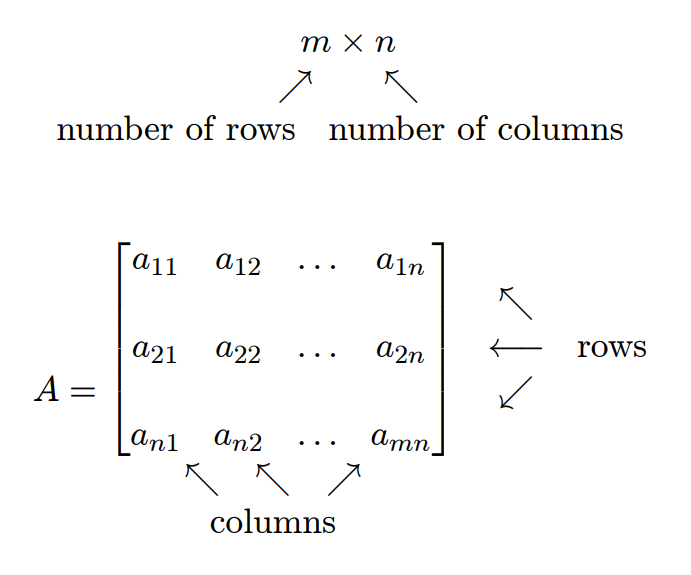 m × n
number of rows number of columns
a₁₁ a₁₂ … a₁ₙ
a₂₁ a₂₂ … a₂ₙ rows
A =
aₙ₁ aₙ₂ … aₘₙ
columns